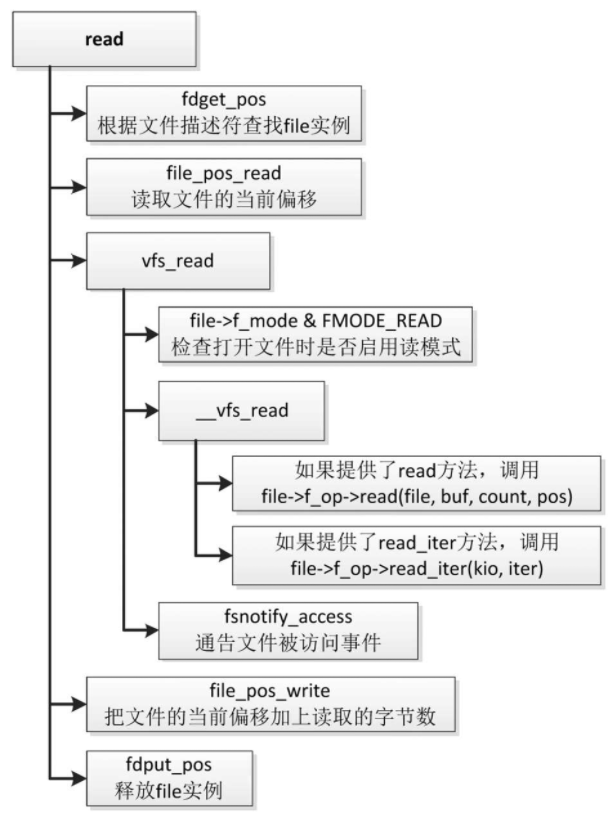 read
fdget_pos
根据文件描述符查找file实例
file_pos_read
读取文件的当前偏移
vfs_read
file->f_mode & FMODE_READ
检查打开文件时是否启用读模式
__vfs_read
如果提供了read方法，调用
file->f_op->read(file, buf, count, pos)
如果提供了read_iter方法，调用
file->f_op->read_iter(kio, iter)
fsnotify_access
通告文件被访问事件
file_pos_write
把文件的当前偏移加上读取的字节数
fdput_pos
释放file实例